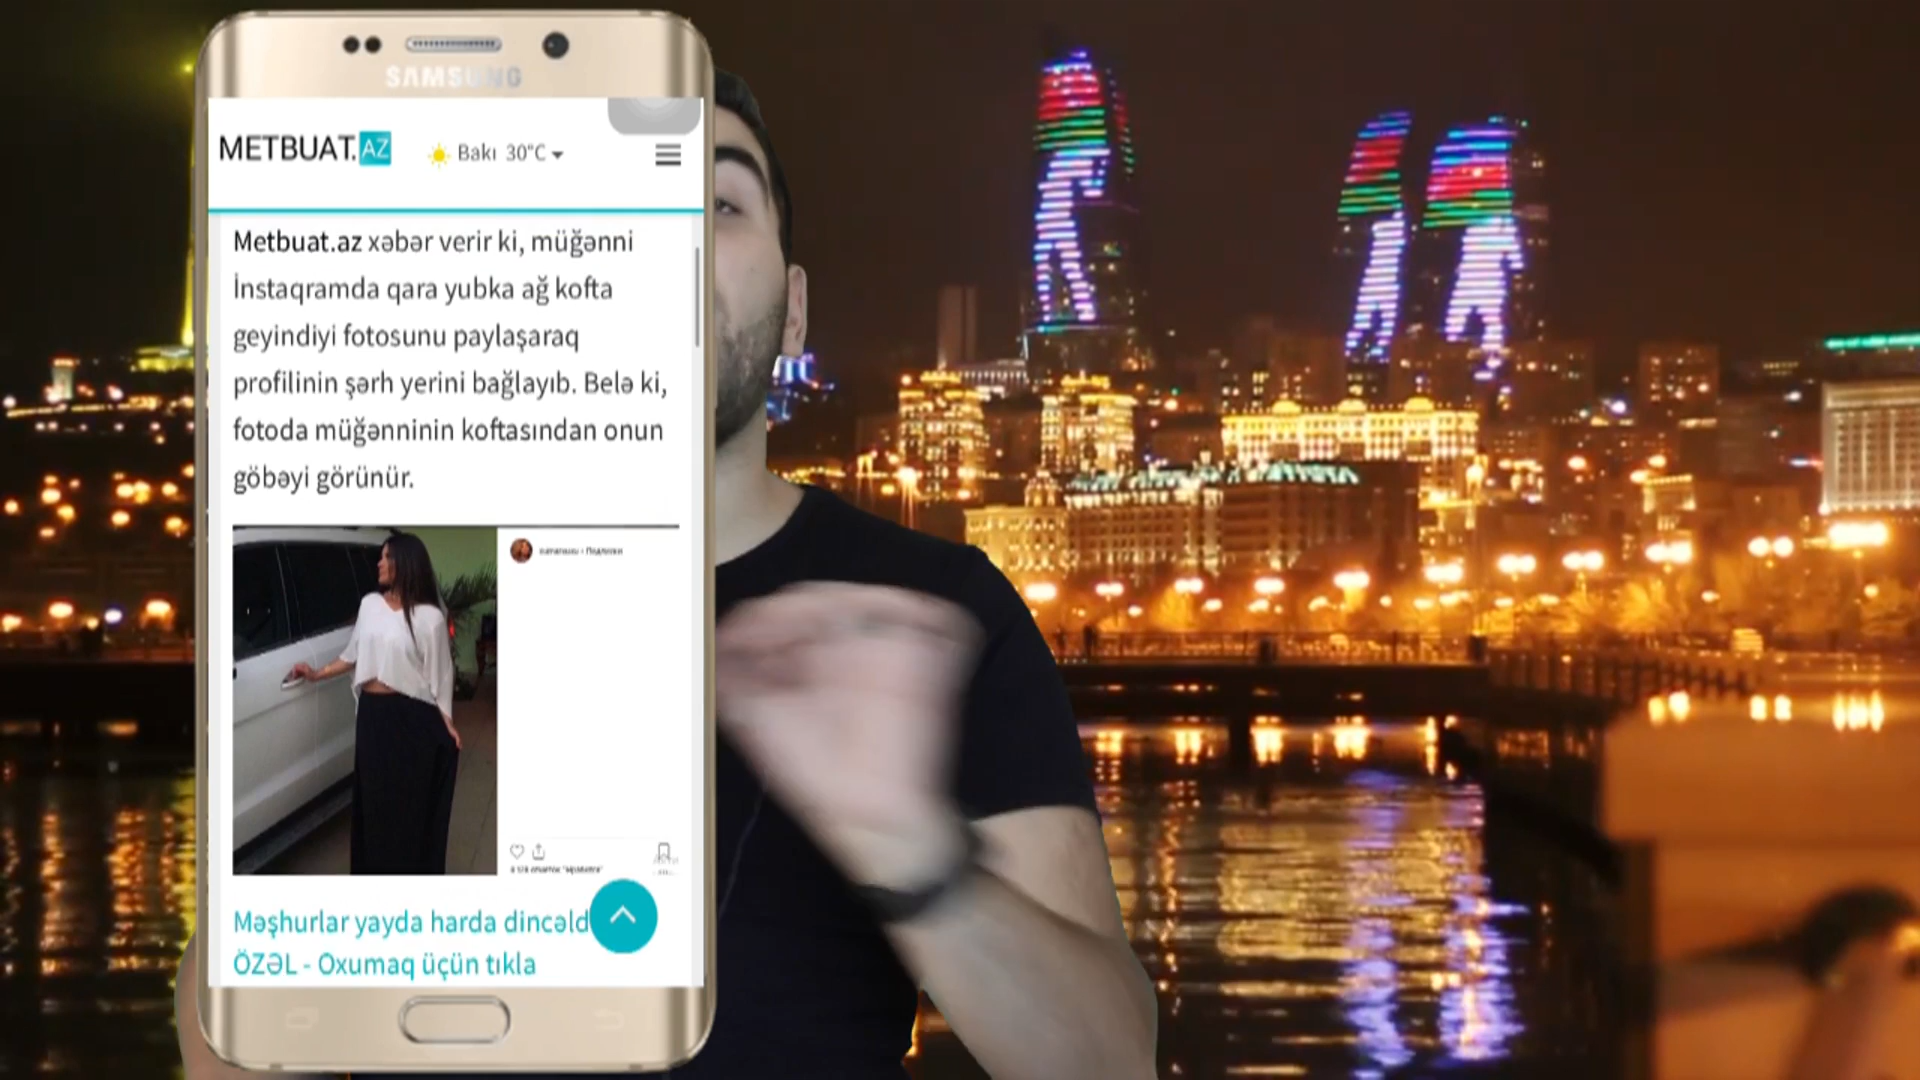 SAMSUNG
METBUAT.AZ
Bakı 30°C
Metbuat.az xəbər verir ki, müğənni
İnstaqramda qara yubka ağ kofta
geyindiyi fotosunu paylaşaraq
profilinin şərh yerini bağlayıb. Belə ki,
fotoda müğənninin koftasından onun
göbəyi görünür.
Məşhurlar yayda harda dincəld
ÖZƏL - Oxumaq üçün tıkla